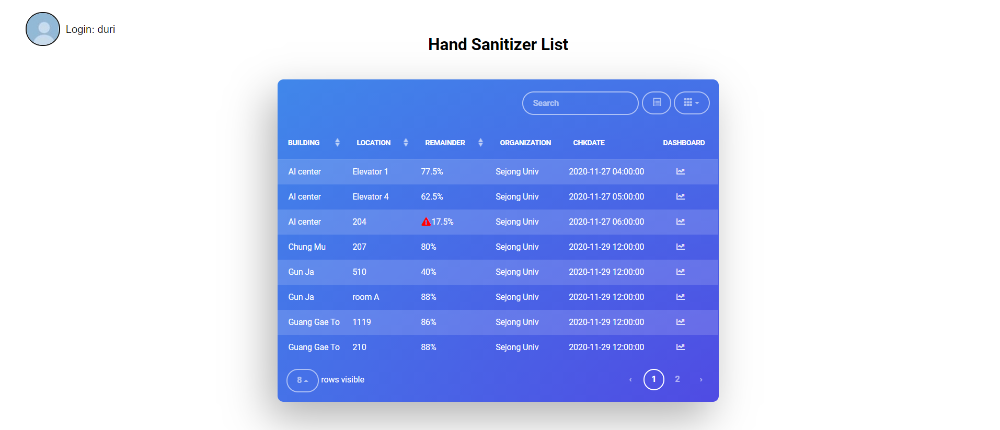 Login: duri
Hand Sanitizer List
Search
BUILDING LOCATION REMAINDER ORGANIZATION CHKDATE DASHBOARD
AI center Elevator 1 77.5% Sejong Univ 2020-11-27 04:00:00
AI center Elevator 4 62.5% Sejong Univ 2020-11-27 05:00:00
AI center 204 17.5% Sejong Univ 2020-11-27 06:00:00
Chung Mu 207 80% Sejong Univ 2020-11-29 12:00:00
Gun Ja 510 40% Sejong Univ 2020-11-29 12:00:00
Gun Ja room A 88% Sejong Univ 2020-11-29 12:00:00
Guang Gae To 1119 86% Sejong Univ 2020-11-29 12:00:00
Guang Gae To 210 88% Sejong Univ 2020-11-29 12:00:00
8 rows visible ‹ 1 2 ›